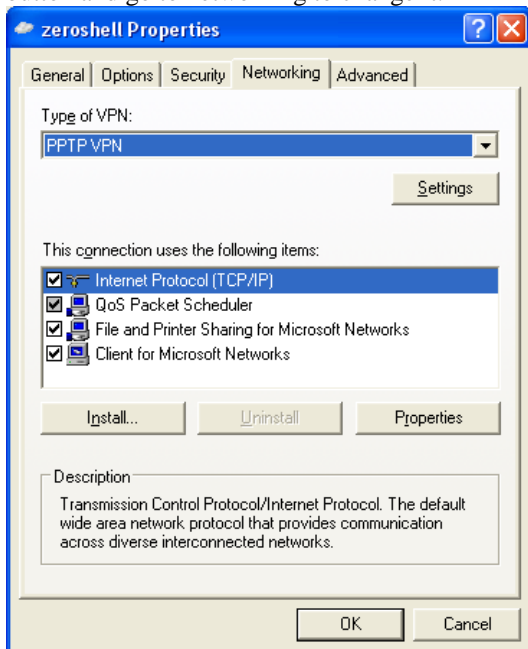 zeroshell Properties
General Options Security Networking Advanced
Type of VPN:
PPTP VPN
Settings
This connection uses the following items:
Internet Protocol (TCP/IP)
QoS Packet Scheduler
File and Printer Sharing for Microsoft Networks
Client for Microsoft Networks
Install... Uninstall Properties
Description
Transmission Control Protocol/Internet Protocol. The default
wide area network protocol that provides communication
across diverse interconnected networks.
OK Cancel